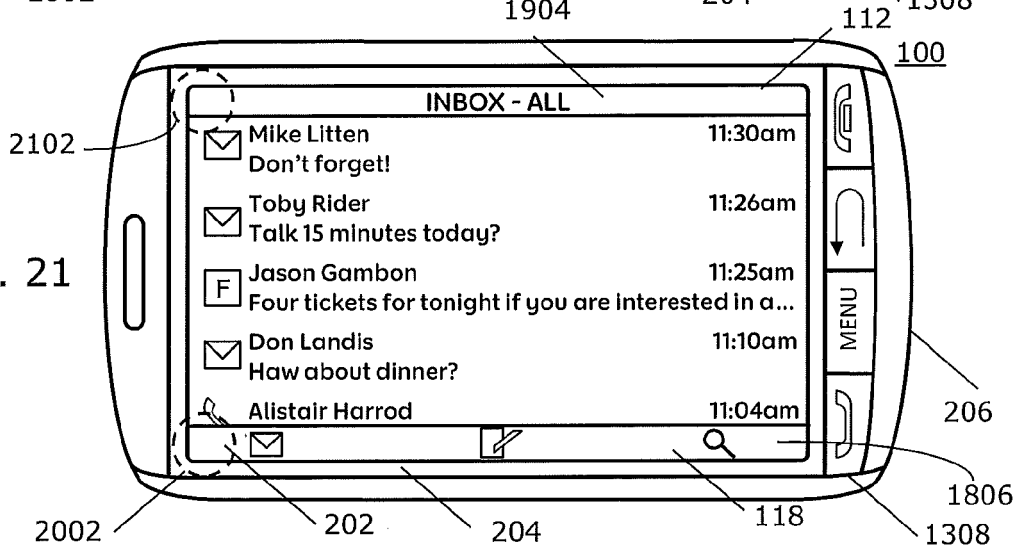 1904
112
100
INBOX - ALL
2102
Mike Litten 11:30am
Don't forget!
Toby Rider 11:26am
Talk 15 minutes today?
. 21
F
Jason Gambon 11:25am
Four tickets for tonight if you are interested in a...
MENU
Don Landis 11:10am
Haw about dinner?
206
Alistair Harrod 11:04am
1806
2002
202
204
118
1308